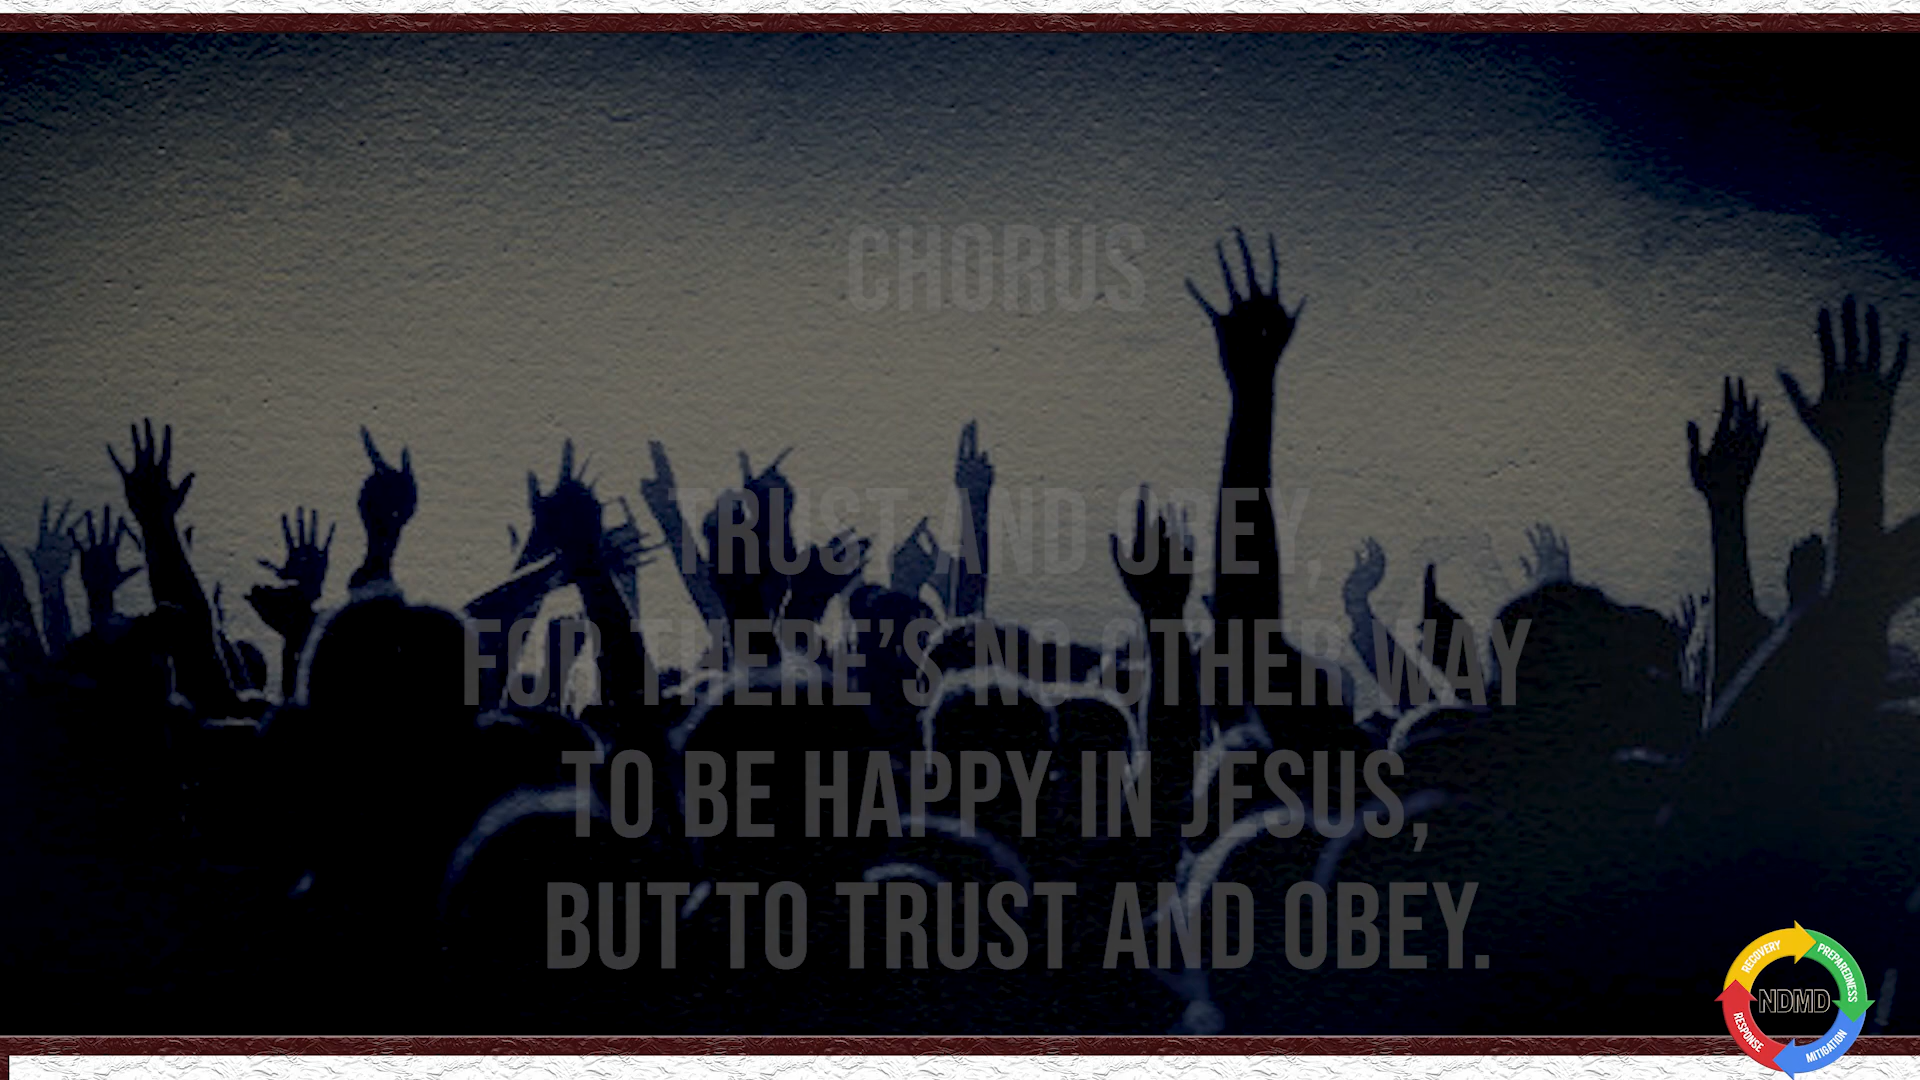 CHORUS
TRUST AND OBEY,
FOR THERE’S NO OTHER WAY
TO BE HAPPY IN JESUS,
BUT TO TRUST AND OBEY.
RECOVERY
PREPAREDNESS
NDMD
RESPONSE
MITIGATION